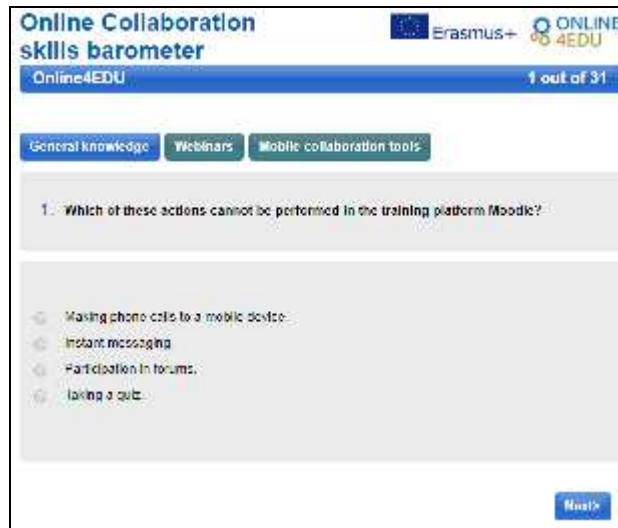 Online Collaboration
skills barometer
Erasmus+
ONLINE
4EDU
Online4EDU
1 out of 31
General knowledge
Webinars
Mobile collaboration tools
1. Which of these actions cannot be performed in the training platform Moodle?
Making phone calls to a mobile device.
Instant messaging
Participation in forums.
Taking a quiz.
Next>